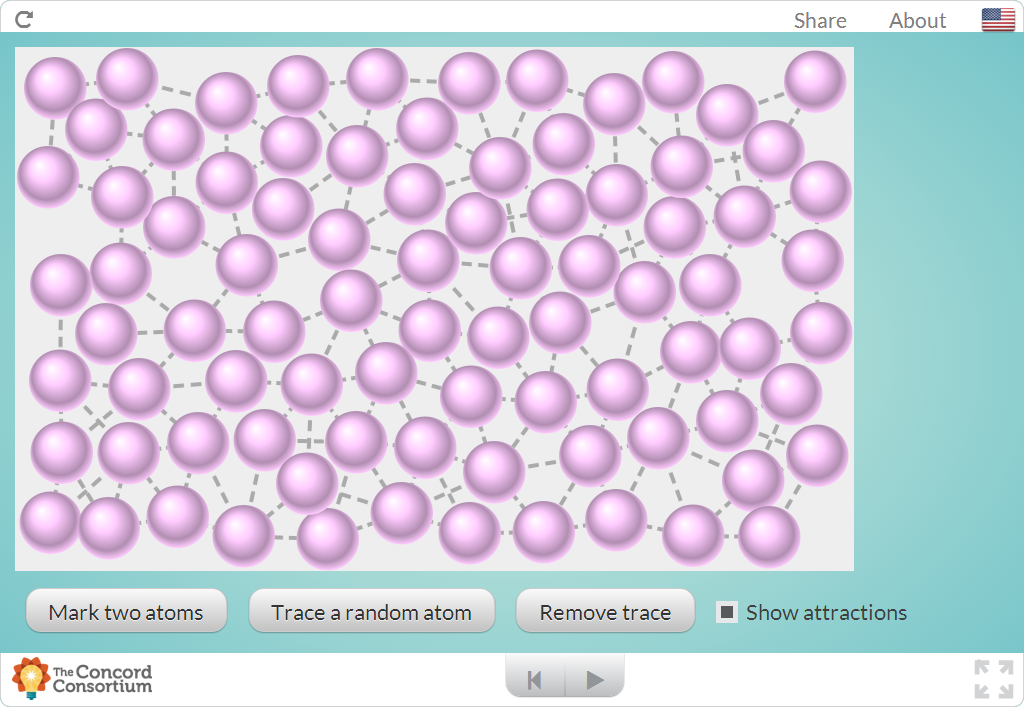 Share About
Mark two atoms Trace a random atom Remove trace Show attractions
The Concord
Consortium